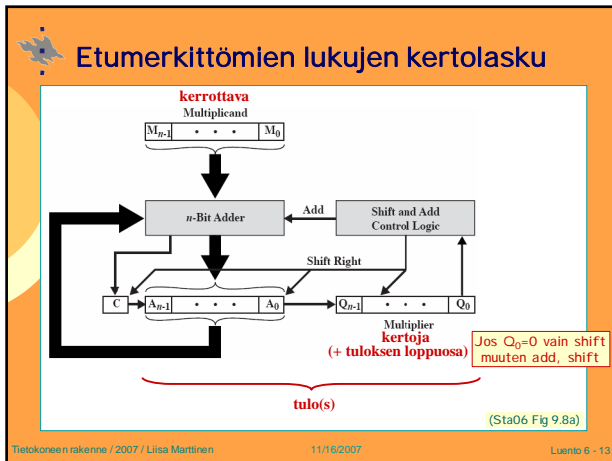 Etumerkittömien lukujen kertolasku
kerrottava
Multiplicand
Mn-1 • • • M0
n-Bit Adder
Add
Shift and Add
Control Logic
Shift Right
C
An-1 • • • A0
Qn-1 • • • Q0
Multiplier
kertoja
(+ tuloksen loppuosa)
Jos Q0=0 vain shift
muuten add, shift
tulo(s)
(Sta06 Fig 9.8a)
Tietokoneen rakenne / 2007 / Liisa Marttinen 11/16/2007 Luento 6 - 13